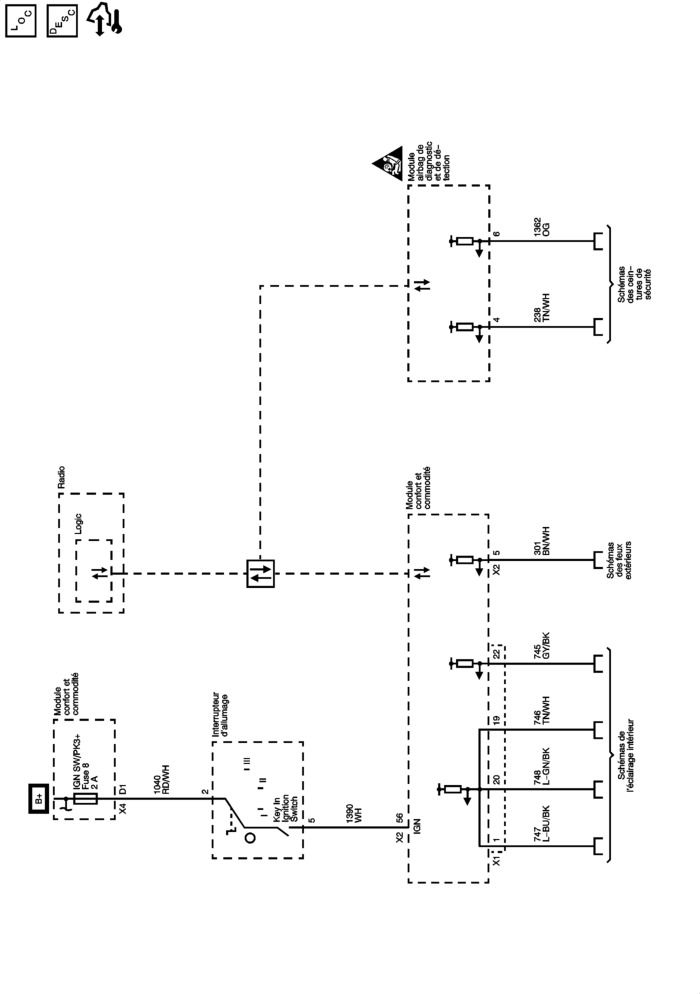 LOC
DESC
B+
Module
confort et
commodité
IGN SW/PK3+
Fuse 8
2 A
X4
D1
1040
RD/WH
Interrupteur
d'allumage
2
I
II
III
Key In
Ignition
Switch
5
1390
WH
X2
56
IGN
Radio
Logic
Module
confort et
commodité
X1
1
20
19
22
X2
5
747
L-BU/BK
748
L-GN/BK
746
TN/WH
745
GY/BK
301
BN/WH
Schémas de
l'éclairage intérieur
Schémas
des feux
extérieurs
Module
airbag de
diagnostic
et de dé-
tection
4
6
238
TN/WH
1362
OG
Schémas
des cein-
tures de
sécurité